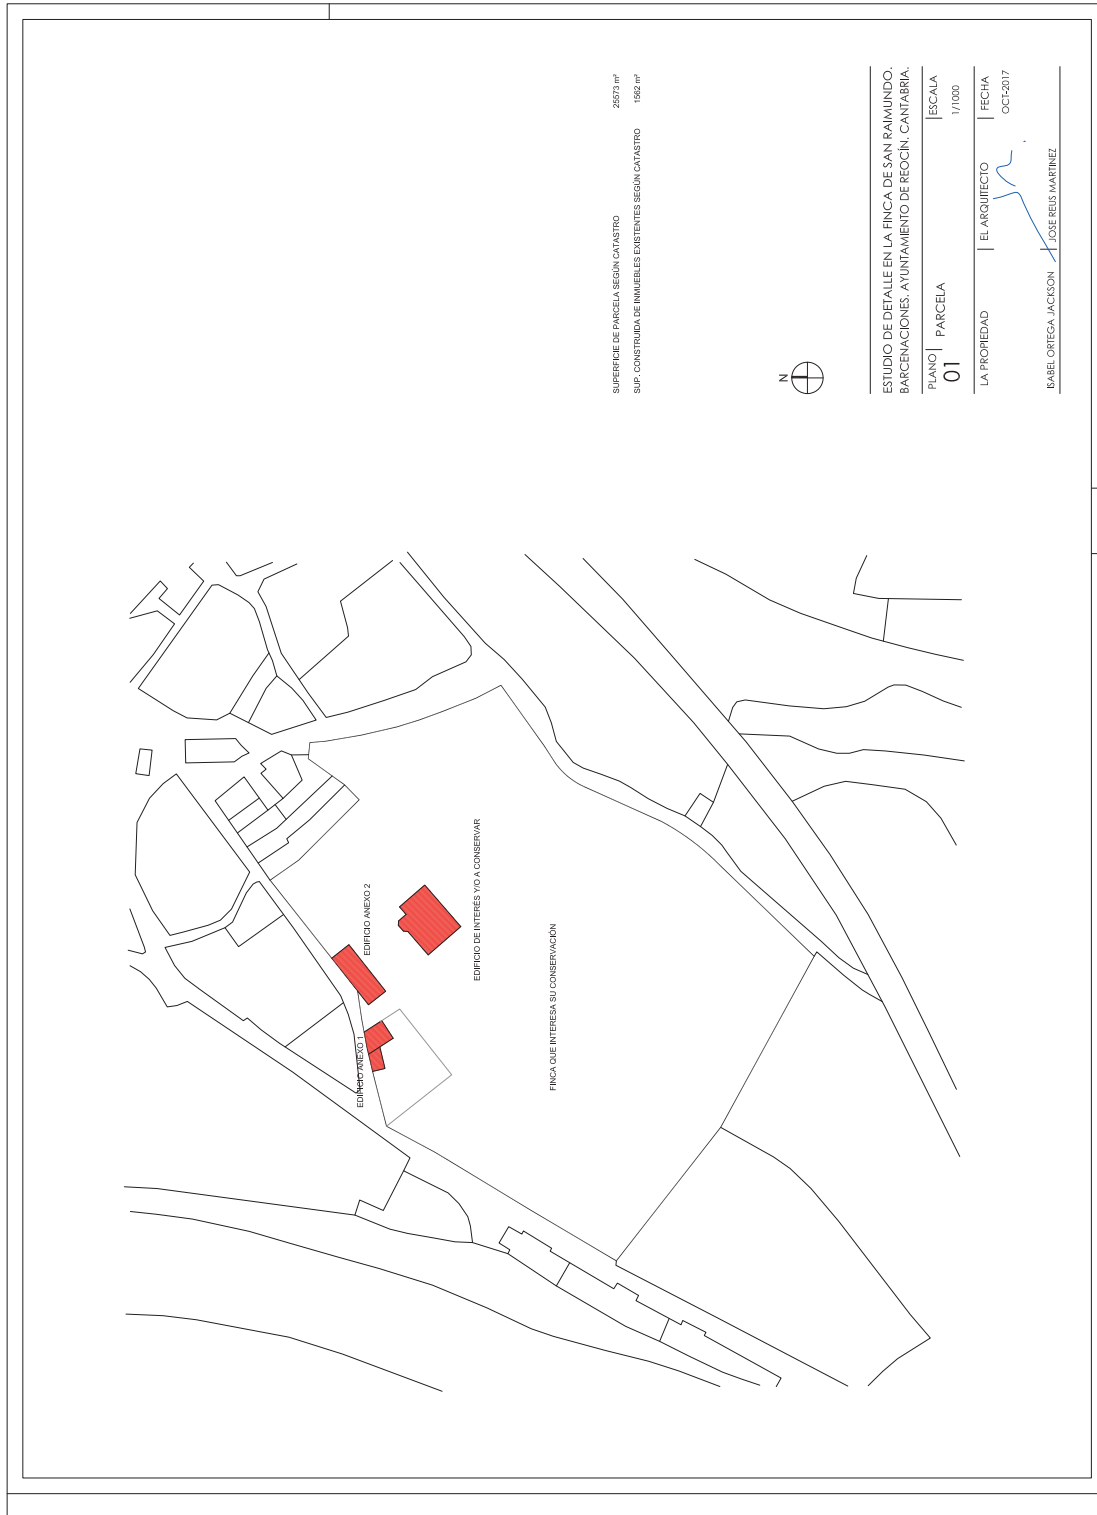 EDIFICIO ANEXO 1
EDIFICIO ANEXO 2
EDIFICIO DE INTERÉS Y/O A CONSERVAR
FINCA QUE INTERESA SU CONSERVACIÓN
SUPERFICIE DE PARCELA SEGÚN CATASTRO 25573 m²
SUP. CONSTRUIDA DE INMUEBLES EXISTENTES SEGÚN CATASTRO 1562 m²
N
ESTUDIO DE DETALLE EN LA FINCA DE SAN RAIMUNDO.
BARCENACIONES. AYUNTAMIENTO DE REOCÍN. CANTABRIA.
PLANO PARCELA ESCALA
01 1/1000
LA PROPIEDAD EL ARQUITECTO FECHA
OCT-2017
ISABEL ORTEGA JACKSON JOSE REUS MARTINEZ